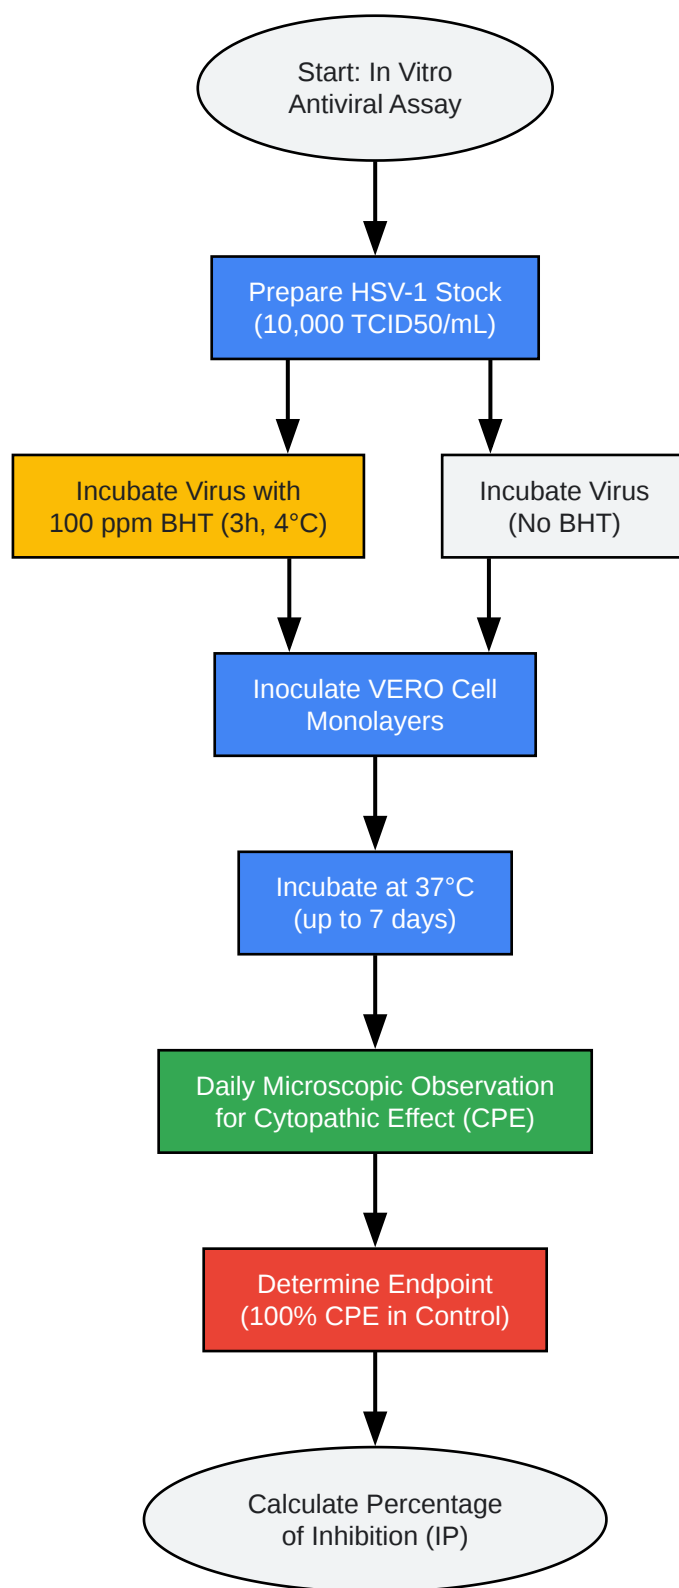 Start: In Vitro
Antiviral Assay
Prepare HSV-1 Stock
(10,000 TCID50/mL)
Incubate Virus with
100 ppm BHT (3h, 4°C)
Incubate Virus
(No BHT)
Inoculate VERO Cell
Monolayers
Incubate at 37°C
(up to 7 days)
Daily Microscopic Observation
for Cytopathic Effect (CPE)
Determine Endpoint
(100% CPE in Control)
Calculate Percentage
of Inhibition (IP)